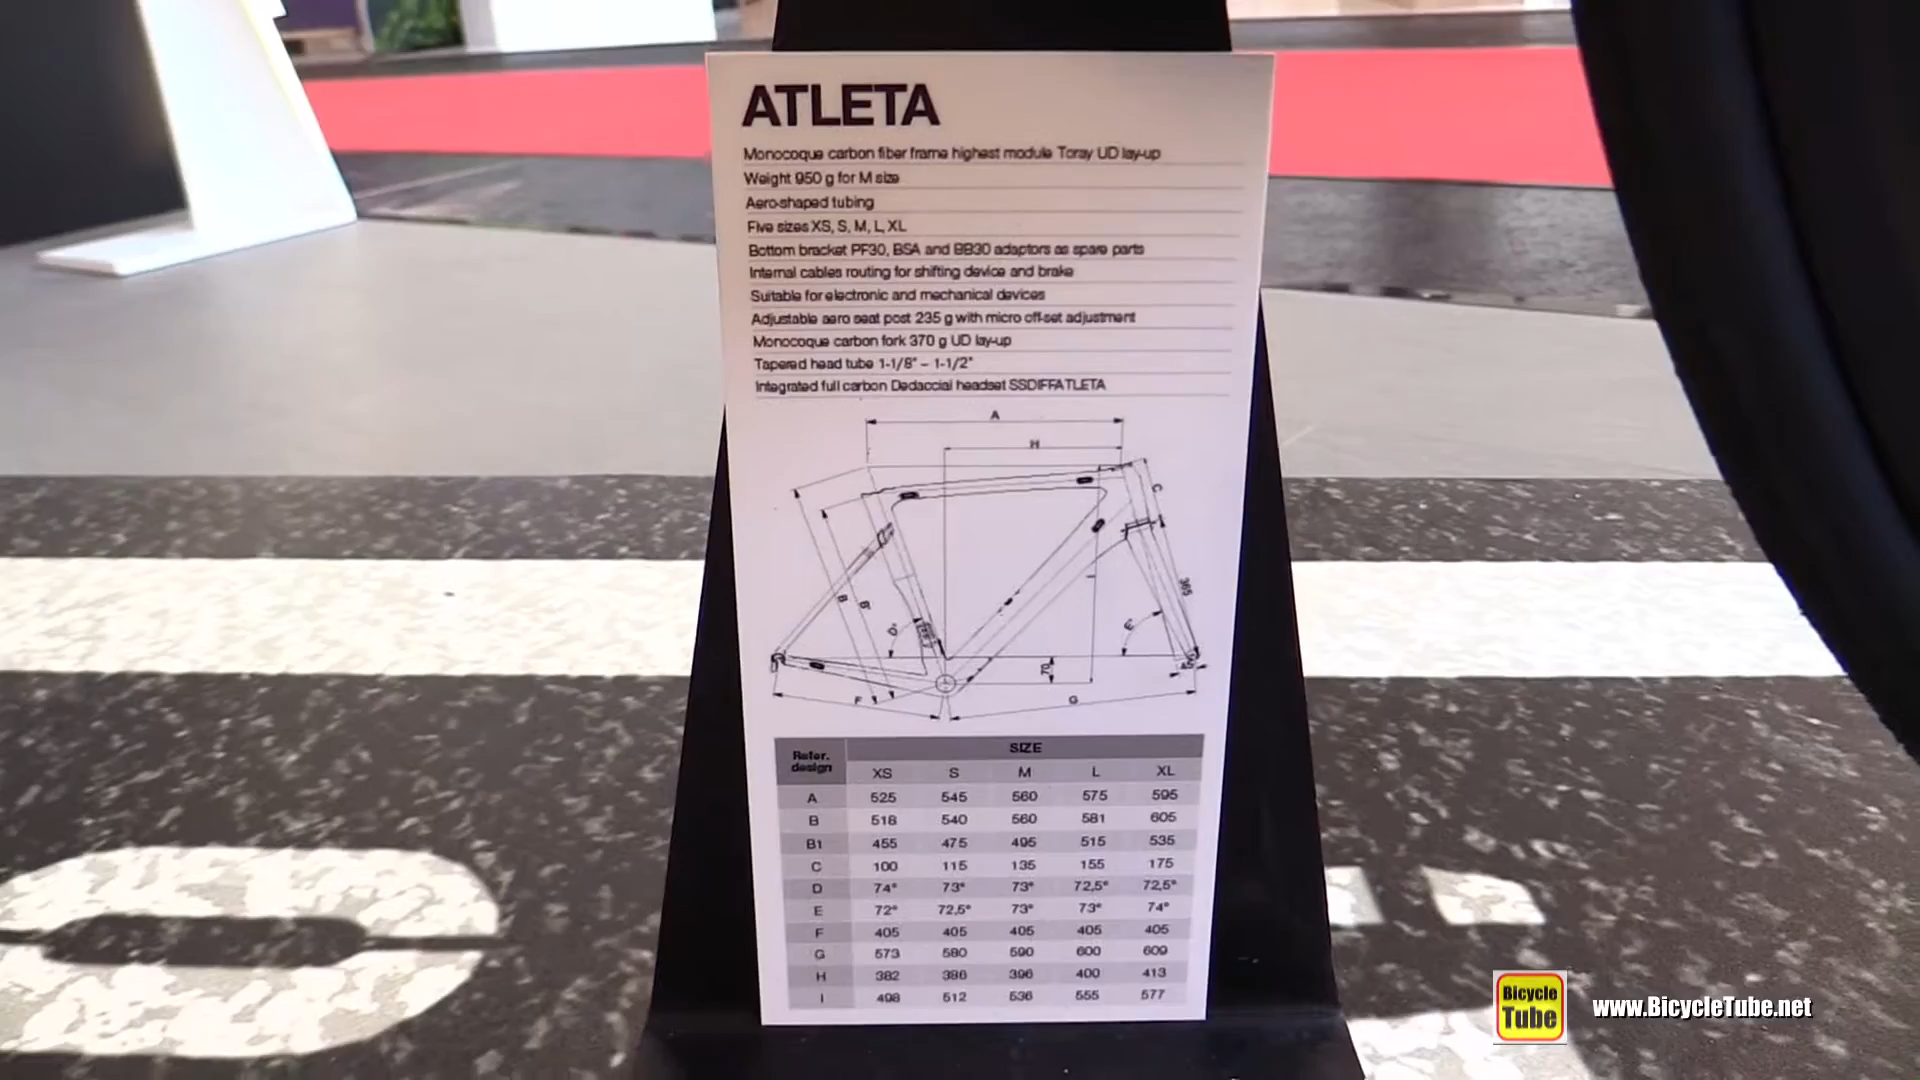 ATLETA
Monocoque carbon fiber frame highest module Toray UD lay-up
Weight 950 g for M size
Aero-shaped tubing
Five sizes XS, S, M, L, XL
Bottom bracket PF30, BSA and BB30 adaptors as spare parts
Internal cables routing for shifting device and brake
Suitable for electronic and mechanical devices
Adjustable aero seat post 235 g with micro off-set adjustment
Monocoque carbon fork 370 g UD lay-up
Tapered head tube 1-1/8" – 1-1/2"
Integrated full carbon Dedacciai headset SSDIFFATLETA
A
H
C
365
B
B'
D°
ω
70
I
F
G
Refer. design SIZE
XS S M L XL
A 525 545 560 575 595
B 518 540 560 581 605
B1 455 475 495 515 535
C 100 115 135 155 175
D 74° 73° 73° 72,5° 72,5°
E 72° 72,5° 73° 73° 74°
F 405 405 405 405 405
G 573 580 590 600 609
H 382 386 396 400 413
I 498 512 536 555 577
Bicycle
Tube
www.BicycleTube.net